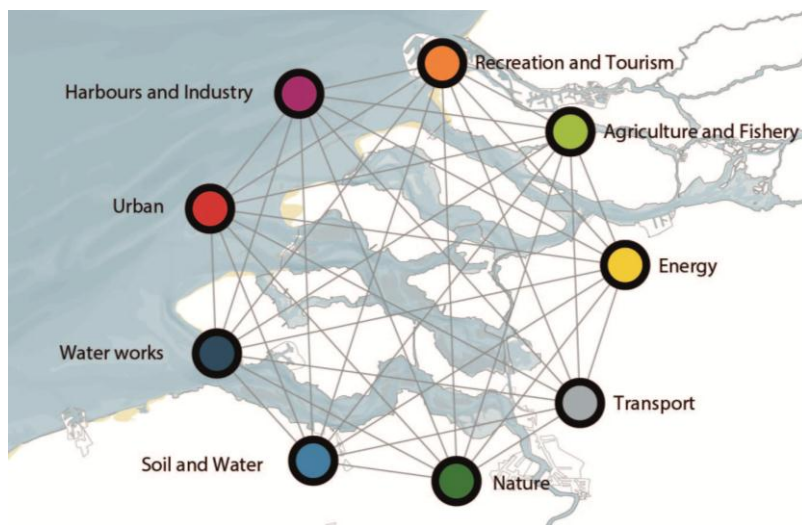 Recreation and Tourism
Harbours and Industry
Agriculture and Fishery
Urban
Energy
Water works
Transport
Soil and Water
Nature